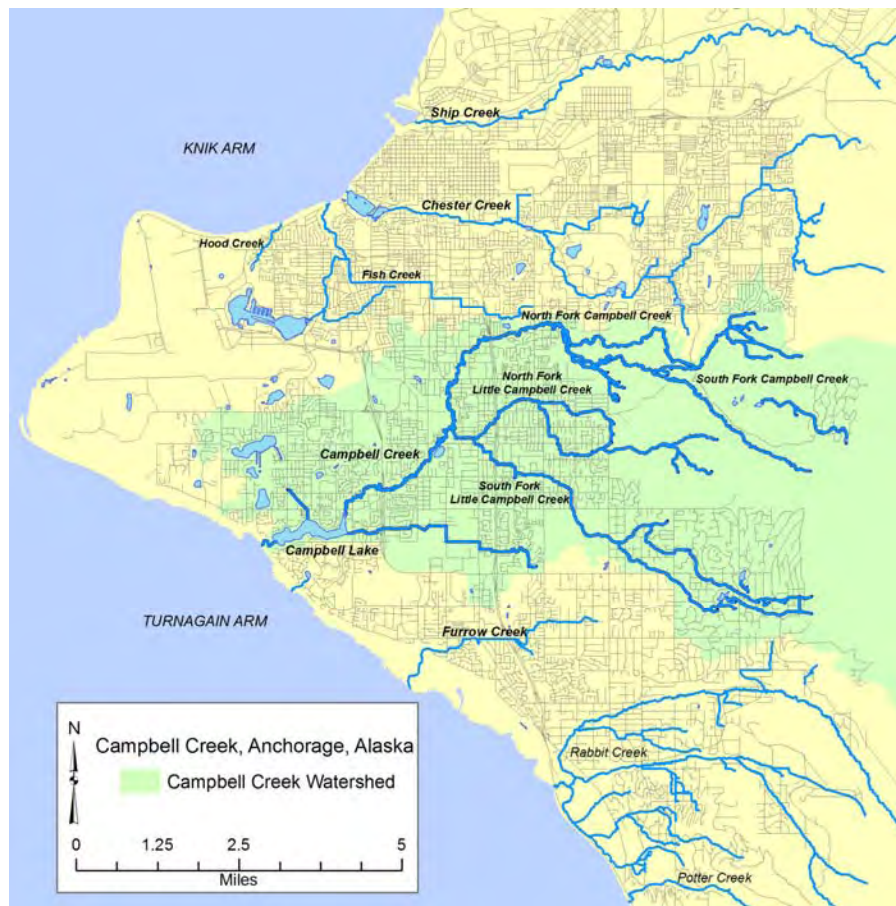 Ship Creek
KNIK ARM
Chester Creek
Hood Creek
Fish Creek
North Fork Campbell Creek
North Fork
Little Campbell Creek
South Fork Campbell Creek
Campbell Creek
South Fork
Little Campbell Creek
Campbell Lake
TURNAGAIN ARM
Furrow Creek
Rabbit Creek
Potter Creek
N
Campbell Creek, Anchorage, Alaska
Campbell Creek Watershed
0 1.25 2.5 5
Miles